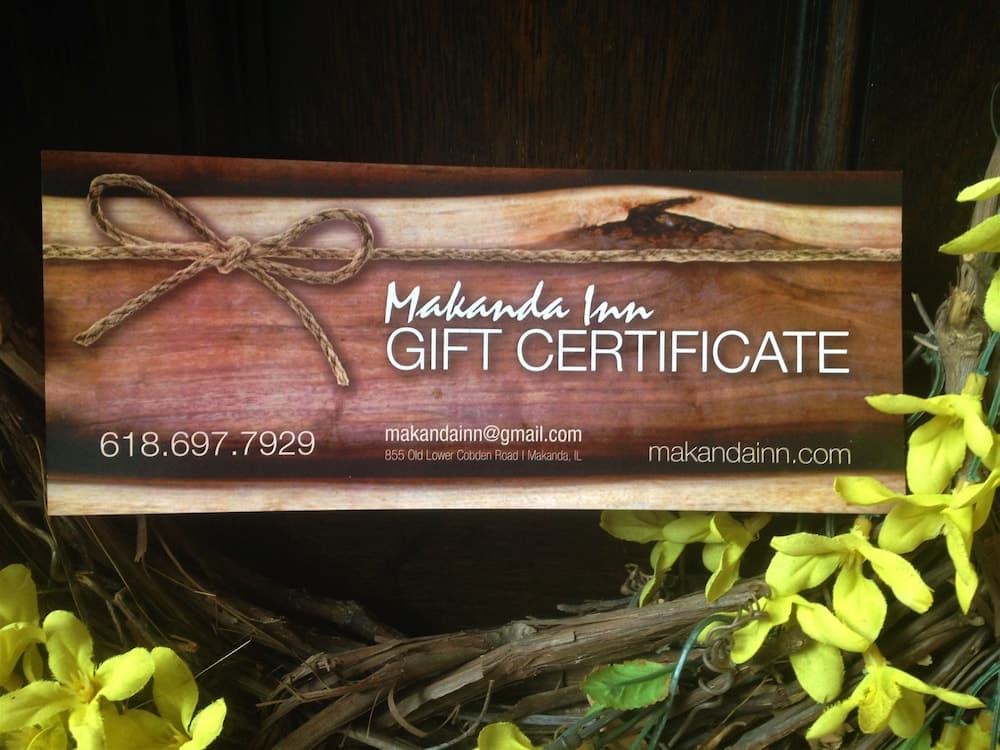 Makanda Inn
GIFT CERTIFICATE
618.697.7929
makandainn@gmail.com
855 Old Lower Cobden Road | Makanda, IL
makandainn.com